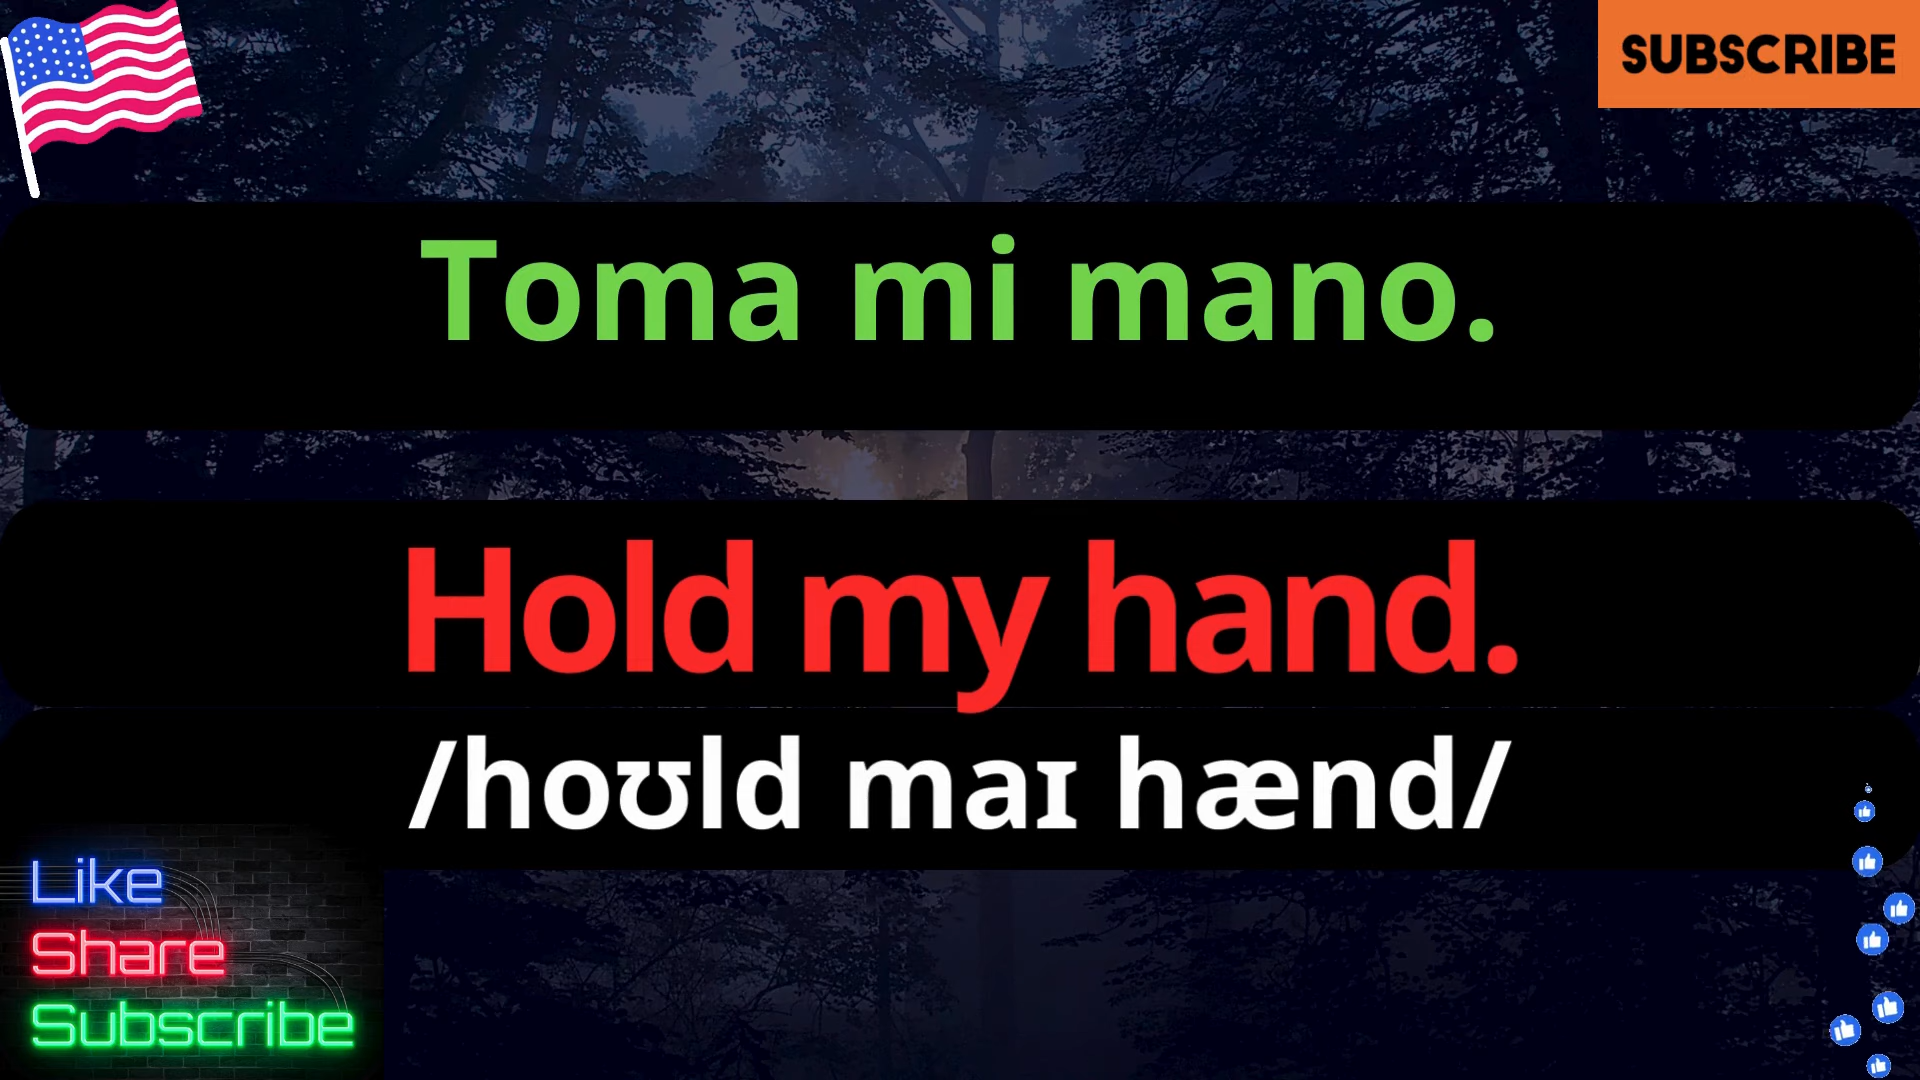 SUBSCRIBE
Toma mi mano.
Hold my hand.
/hoʊld maɪ hænd/
Like
Share
Subscribe